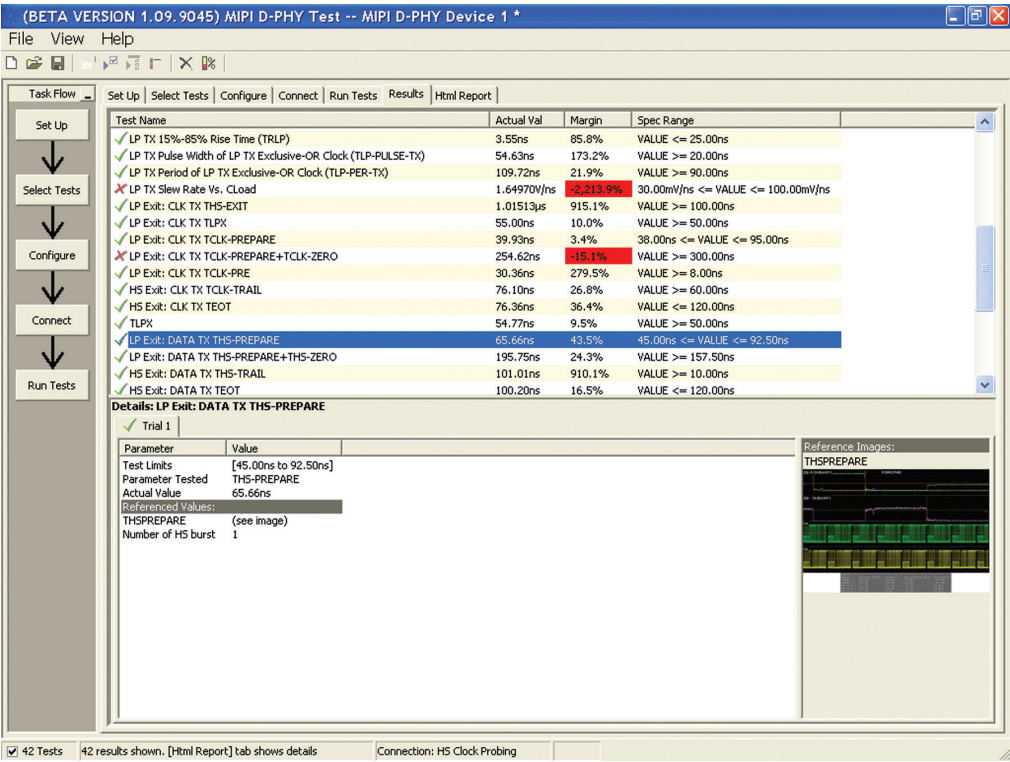 (BETA VERSION 1.09.9045) MIPI D-PHY Test -- MIPI D-PHY Device 1 *
File View Help
Task Flow
Set Up
Select Tests
Configure
Connect
Run Tests
Set Up Select Tests Configure Connect Run Tests Results Html Report
Test Name Actual Val Margin Spec Range
LP TX 15%-85% Rise Time (TRLP) 3.55ns 85.8% VALUE <= 25.00ns
LP TX Pulse Width of LP TX Exclusive-OR Clock (TLP-PULSE-TX) 54.63ns 173.2% VALUE >= 20.00ns
LP TX Period of LP TX Exclusive-OR Clock (TLP-PER-TX) 109.72ns 21.9% VALUE >= 90.00ns
LP TX Slew Rate Vs. CLoad 1.64970V/ns -2,213.9% 30.00mV/ns <= VALUE <= 100.00mV/ns
LP Exit: CLK TX THS-EXIT 1.01513µs 915.1% VALUE >= 100.00ns
LP Exit: CLK TX TLPX 55.00ns 10.0% VALUE >= 50.00ns
LP Exit: CLK TX TCLK-PREPARE 39.93ns 3.4% 38.00ns <= VALUE <= 95.00ns
LP Exit: CLK TX TCLK-PREPARE+TCLK-ZERO 254.62ns -15.1% VALUE >= 300.00ns
LP Exit: CLK TX TCLK-PRE 30.36ns 279.5% VALUE >= 8.00ns
HS Exit: CLK TX TCLK-TRAIL 76.10ns 26.8% VALUE >= 60.00ns
HS Exit: CLK TX TEOT 76.36ns 36.4% VALUE <= 120.00ns
TLPX 54.77ns 9.5% VALUE >= 50.00ns
LP Exit: DATA TX THS-PREPARE 65.66ns 43.5% 45.00ns <= VALUE <= 92.50ns
LP Exit: DATA TX THS-PREPARE+THS-ZERO 195.75ns 24.3% VALUE >= 157.50ns
HS Exit: DATA TX THS-TRAIL 101.01ns 910.1% VALUE >= 10.00ns
HS Exit: DATA TX TEOT 100.20ns 16.5% VALUE <= 120.00ns
Details: LP Exit: DATA TX THS-PREPARE
Trial 1
Parameter Value
Test Limits [45.00ns to 92.50ns]
Parameter Tested THS-PREPARE
Actual Value 65.66ns
Referenced Values:
THSPREPARE (see image)
Number of HS burst 1
Reference Images:
THSPREPARE
42 Tests 42 results shown. [Html Report] tab shows details Connection: HS Clock Probing